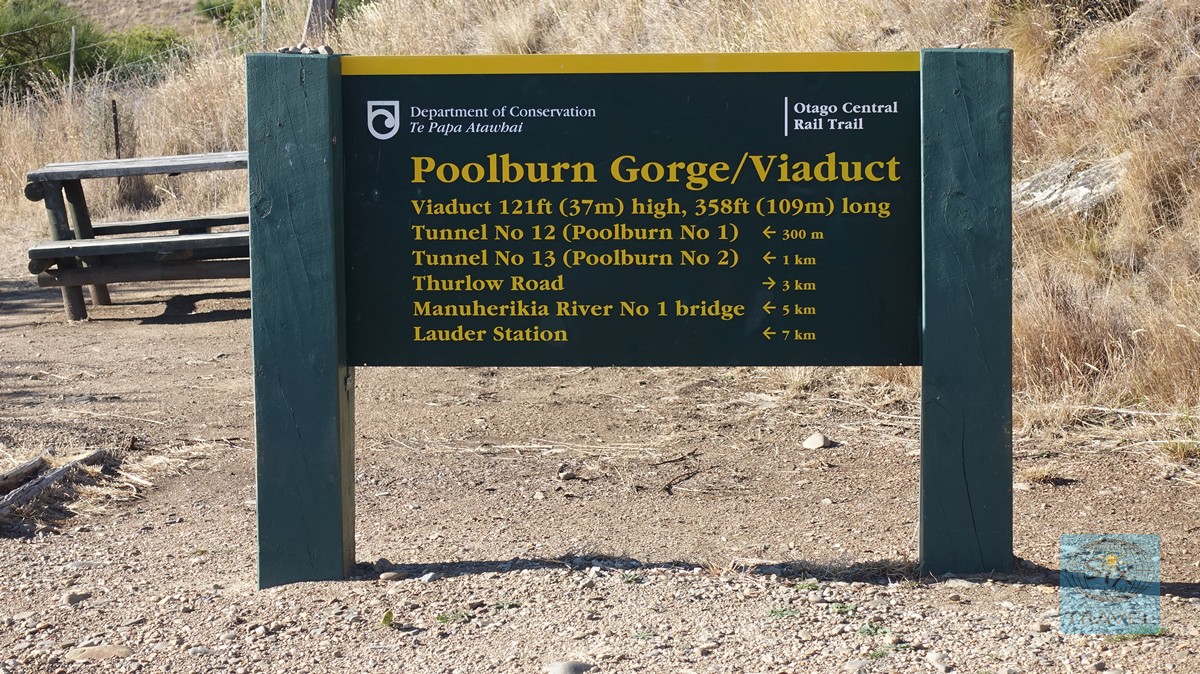 Department of Conservation
Te Papa Atawhai
Otago Central
Rail Trail
Poolburn Gorge/Viaduct
Viaduct 121ft (37m) high, 358ft (109m) long
Tunnel No 12 (Poolburn No 1) ← 300 m
Tunnel No 13 (Poolburn No 2) ← 1 km
Thurlow Road → 3 km
Manuherikia River No 1 bridge ← 5 km
Lauder Station ← 7 km
TRAVEL